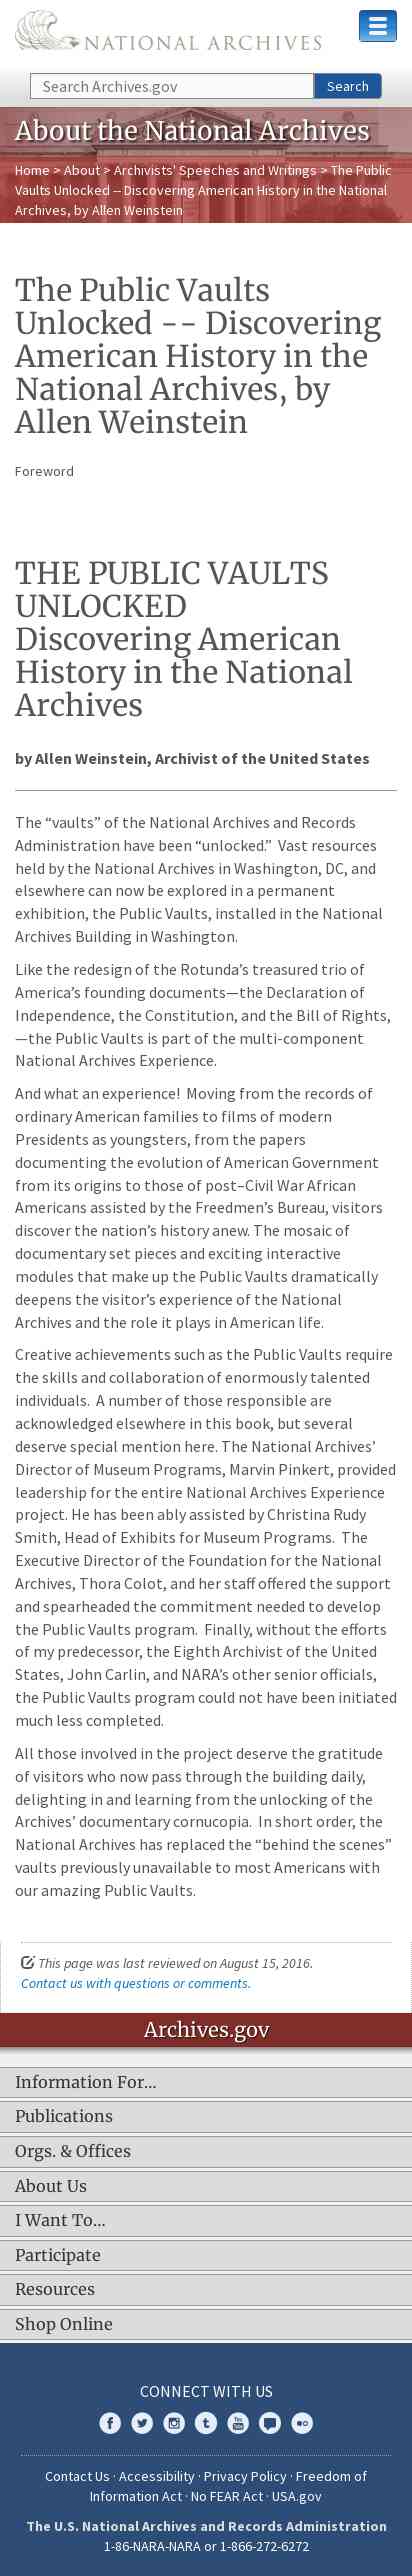 NATIONAL ARCHIVES
Search Archives.gov
Search
About the National Archives
Home > About > Archivists' Speeches and Writings > The Public
Vaults Unlocked -- Discovering American History in the National
Archives, by Allen Weinstein
The Public Vaults
Unlocked -- Discovering
American History in the
National Archives, by
Allen Weinstein
Foreword
THE PUBLIC VAULTS
UNLOCKED
Discovering American
History in the National
Archives
by Allen Weinstein, Archivist of the United States
The “vaults” of the National Archives and Records
Administration have been “unlocked.”  Vast resources
held by the National Archives in Washington, DC, and
elsewhere can now be explored in a permanent
exhibition, the Public Vaults, installed in the National
Archives Building in Washington.
Like the redesign of the Rotunda’s treasured trio of
America’s founding documents—the Declaration of
Independence, the Constitution, and the Bill of Rights,
—the Public Vaults is part of the multi-component
National Archives Experience.
And what an experience!  Moving from the records of
ordinary American families to films of modern
Presidents as youngsters, from the papers
documenting the evolution of American Government
from its origins to those of post–Civil War African
Americans assisted by the Freedmen’s Bureau, visitors
discover the nation’s history anew. The mosaic of
documentary set pieces and exciting interactive
modules that make up the Public Vaults dramatically
deepens the visitor’s experience of the National
Archives and the role it plays in American life.
Creative achievements such as the Public Vaults require
the skills and collaboration of enormously talented
individuals.  A number of those responsible are
acknowledged elsewhere in this book, but several
deserve special mention here. The National Archives’
Director of Museum Programs, Marvin Pinkert, provided
leadership for the entire National Archives Experience
project. He has been ably assisted by Christina Rudy
Smith, Head of Exhibits for Museum Programs.  The
Executive Director of the Foundation for the National
Archives, Thora Colot, and her staff offered the support
and spearheaded the commitment needed to develop
the Public Vaults program.  Finally, without the efforts
of my predecessor, the Eighth Archivist of the United
States, John Carlin, and NARA’s other senior officials,
the Public Vaults program could not have been initiated
much less completed.
All those involved in the project deserve the gratitude
of visitors who now pass through the building daily,
delighting in and learning from the unlocking of the
Archives’ documentary cornucopia.  In short order, the
National Archives has replaced the “behind the scenes”
vaults previously unavailable to most Americans with
our amazing Public Vaults.
This page was last reviewed on August 15, 2016.
Contact us with questions or comments.
Archives.gov
Information For…
Publications
Orgs. & Offices
About Us
I Want To…
Participate
Resources
Shop Online
CONNECT WITH US
Contact Us · Accessibility · Privacy Policy · Freedom of
Information Act · No FEAR Act · USA.gov
The U.S. National Archives and Records Administration
1-86-NARA-NARA or 1-866-272-6272